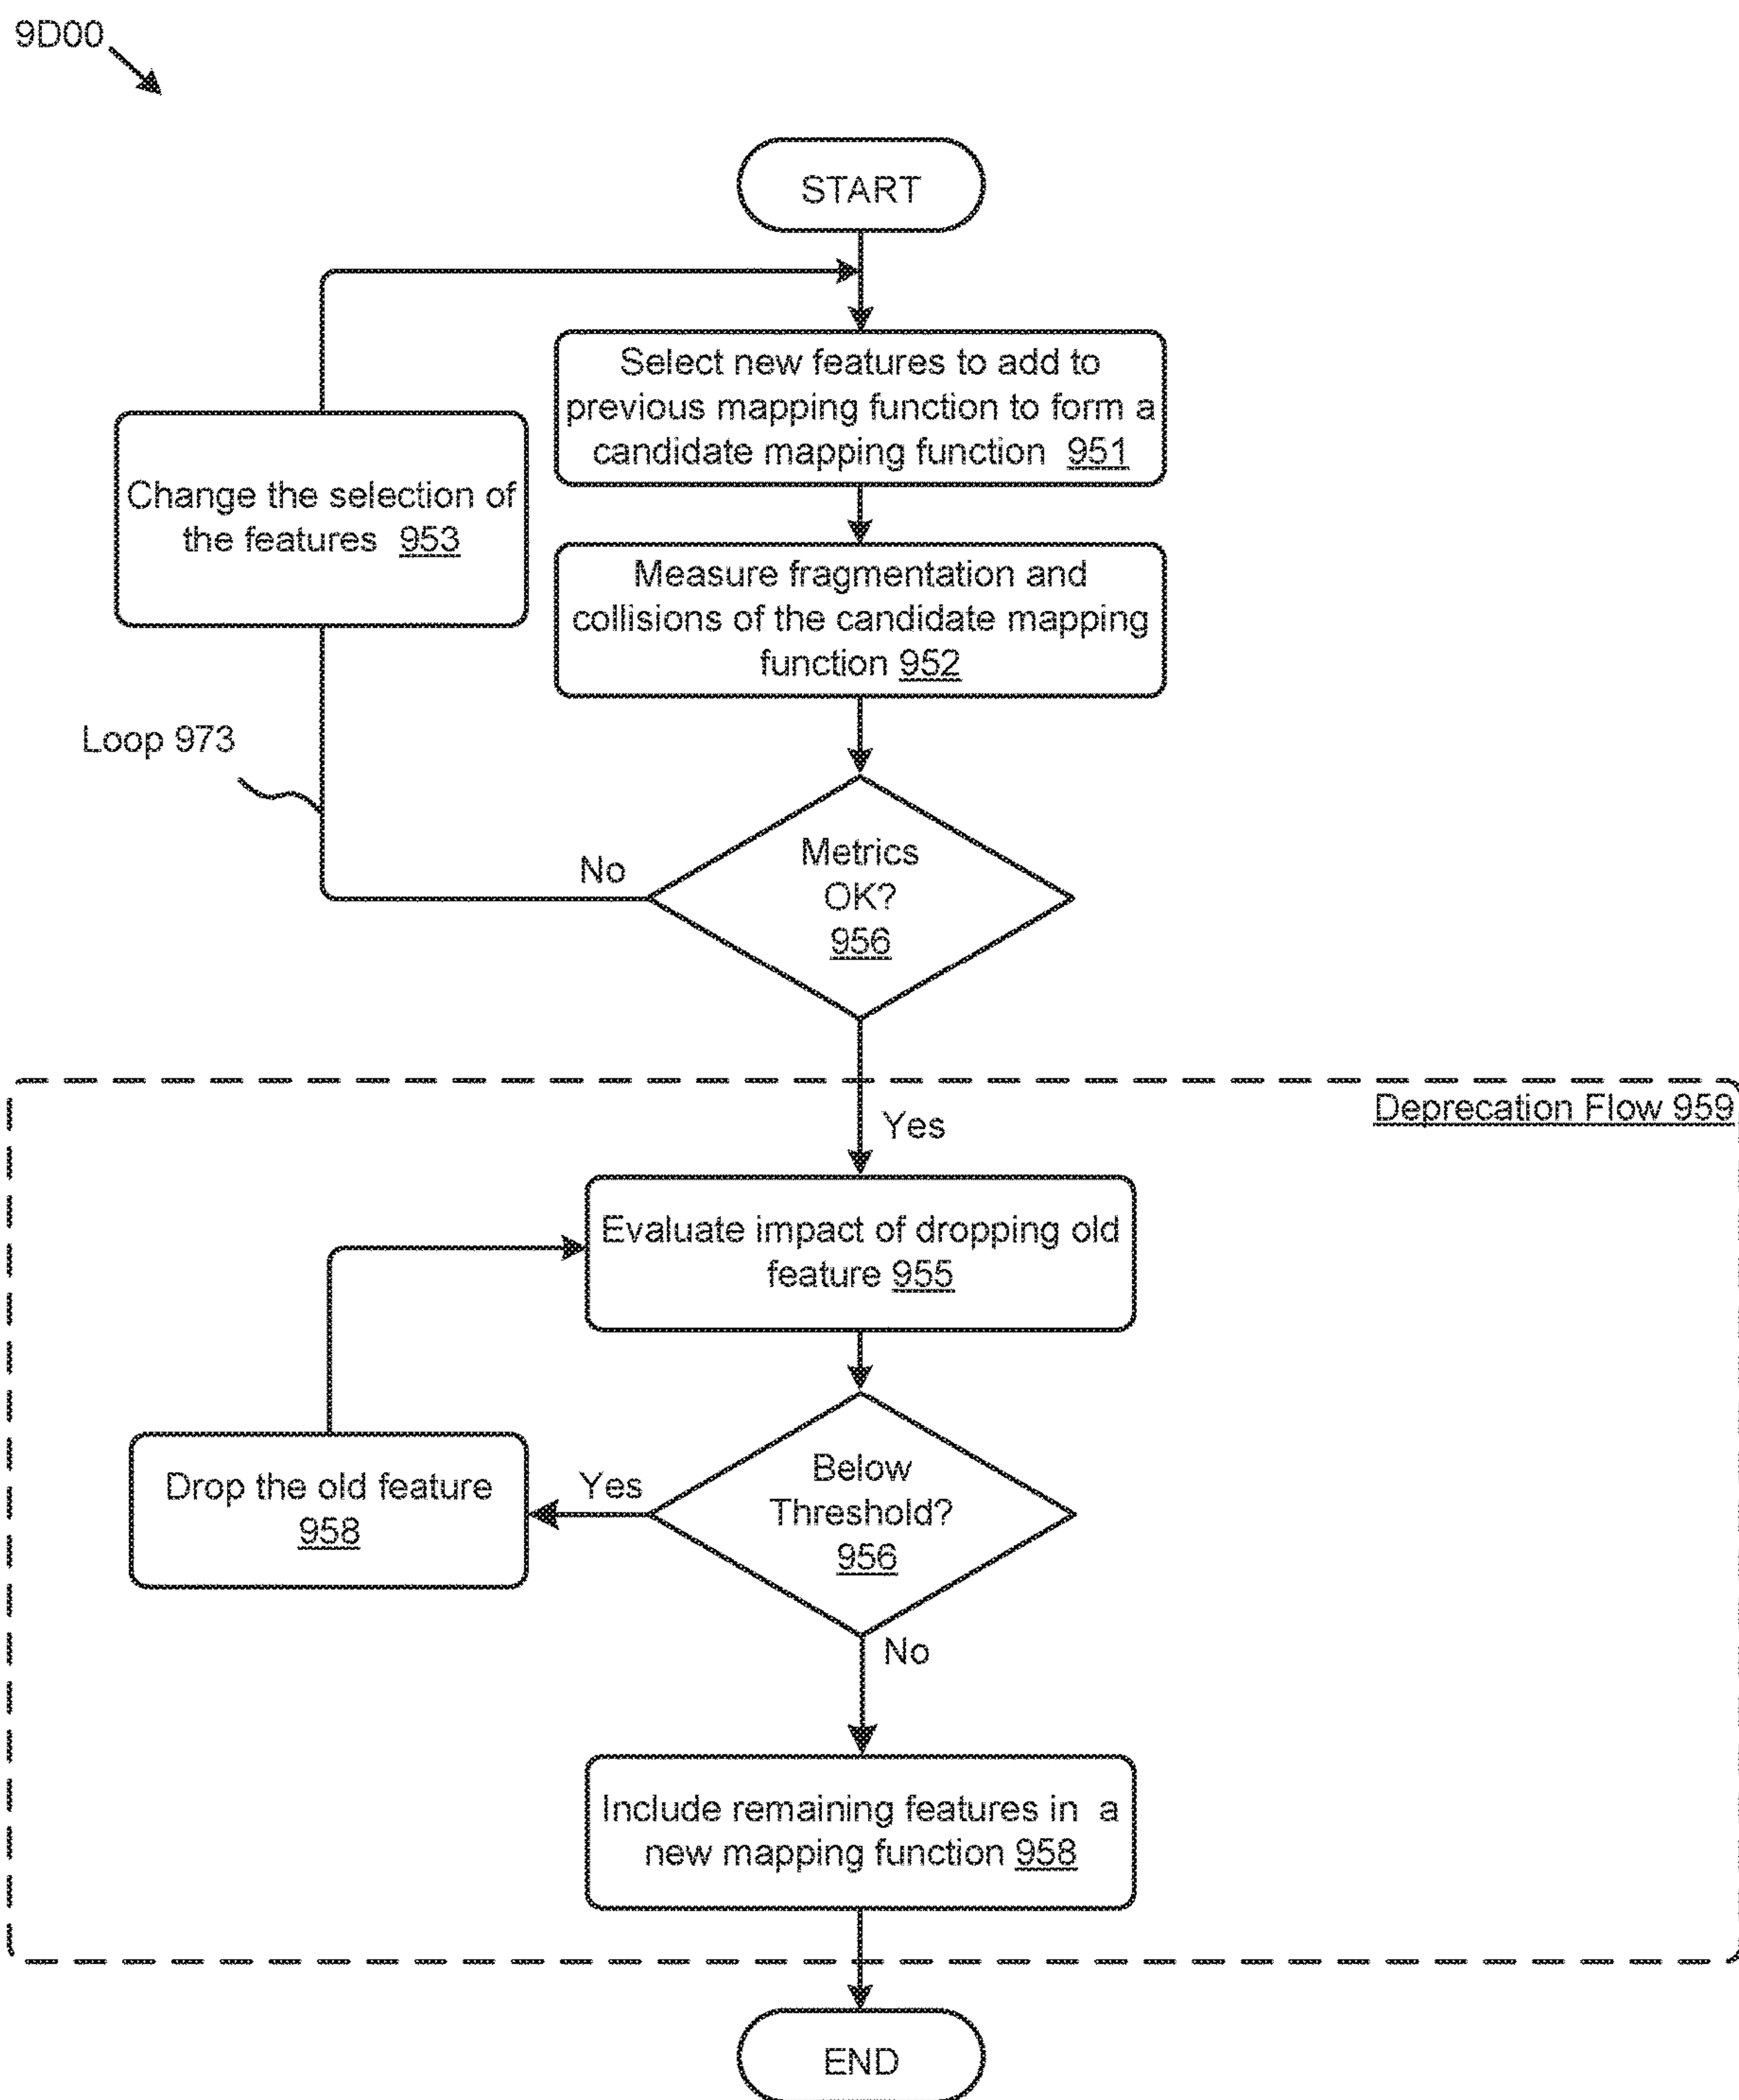 9D00
START
Select new features to add to
previous mapping function to form a
candidate mapping function 951
Change the selection of
the features 953
Measure fragmentation and
collisions of the candidate mapping
function 952
Loop 973
Metrics
OK?
956
No
Yes
Deprecation Flow 959
Evaluate impact of dropping old
feature 955
Below
Threshold?
956
Yes
Drop the old feature
958
No
Include remaining features in a
new mapping function 958
END